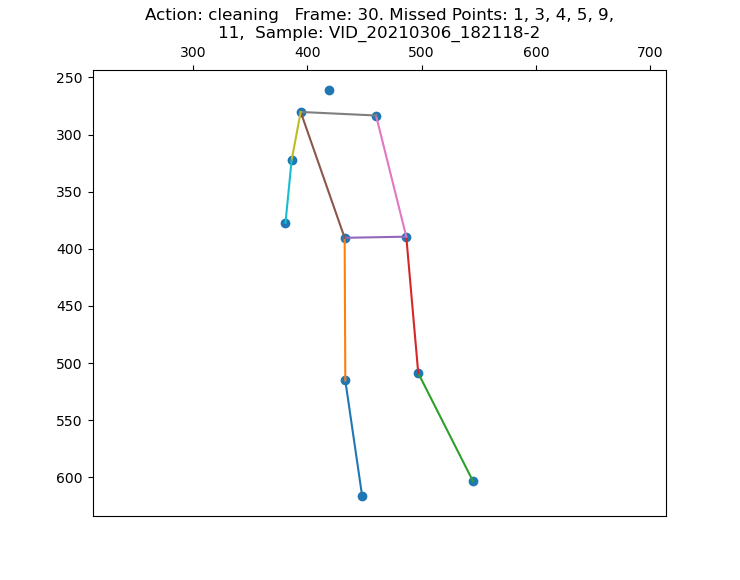 Action: cleaning   Frame: 30. Missed Points: 1, 3, 4, 5, 9,
11,  Sample: VID_20210306_182118-2
300 400 500 600 700
250
300
350
400
450
500
550
600